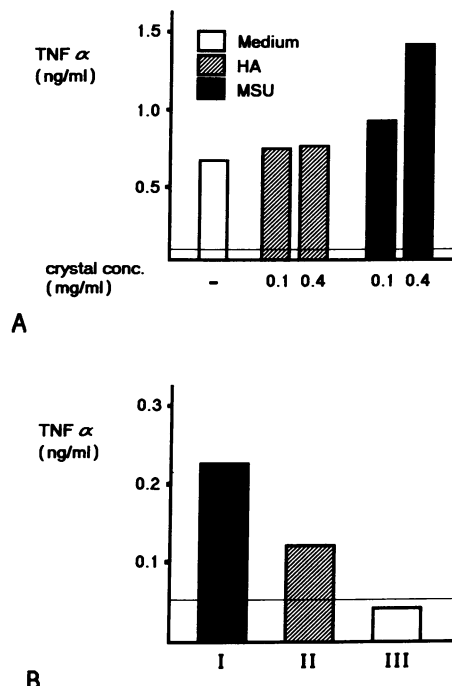 TNF α
(ng/ml)
1.5
1.0
0.5
Medium
HA
MSU
crystal conc.
(mg/ml)
- 0.1 0.4 0.1 0.4
A
TNF α
(ng/ml)
0.3
0.2
0.1
I II III
B